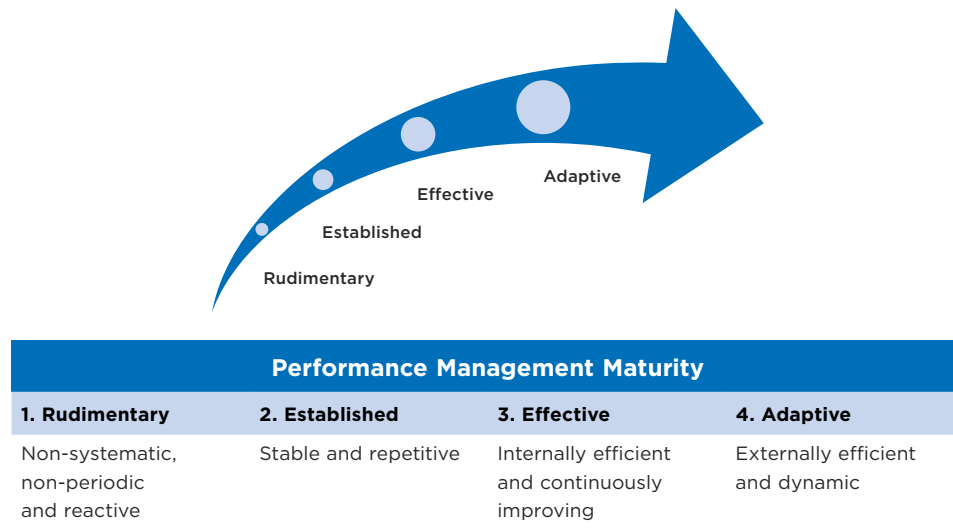 Adaptive
Effective
Established
Rudimentary
Performance Management Maturity
1. Rudimentary
2. Established
3. Effective
4. Adaptive
Non-systematic,
non-periodic
and reactive
Stable and repetitive
Internally efficient
and continuously
improving
Externally efficient
and dynamic